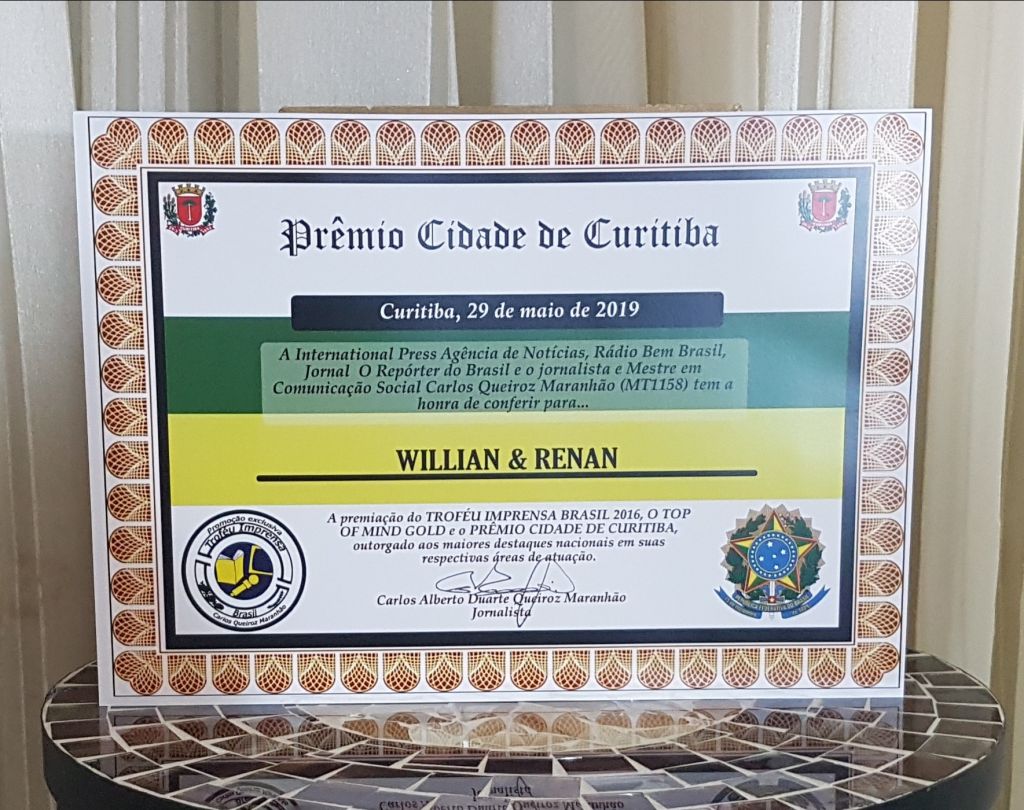 Prêmio Cidade de Curitiba
Curitiba, 29 de maio de 2019
A International Press Agência de Notícias, Rádio Bem Brasil,
Jornal O Repórter do Brasil e o jornalista e Mestre em
Comunicação Social Carlos Queiroz Maranhão (MT1158) tem a
honra de conferir para...
WILLIAN & RENAN
A premiação do TROFÉU IMPRENSA BRASIL 2016, O TOP
OF MIND GOLD e o PRÊMIO CIDADE DE CURITIBA,
outorgado aos maiores destaques nacionais em suas
respectivas áreas de atuação.
Carlos Alberto Duarte Queiroz Maranhão
Jornalista
Promoção exclusiva
Troféu Imprensa
Brasil
Carlos Queiroz Maranhão